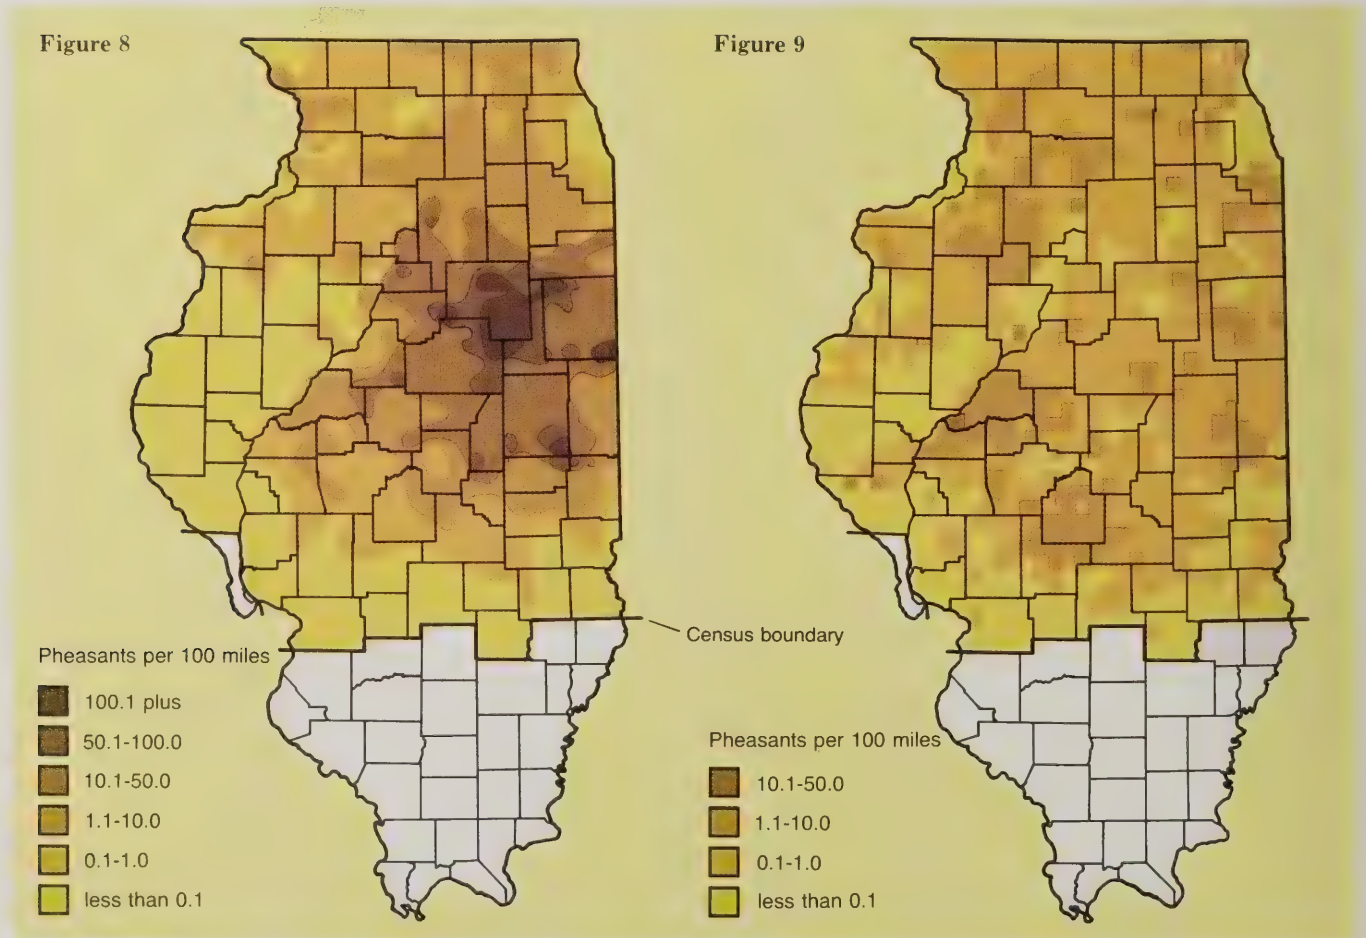 Figure 8
Figure 9
Census boundary
Pheasants per 100 miles
100.1 plus
50.1-100.0
10.1-50.0
1.1-10.0
0.1-1.0
less than 0.1
Pheasants per 100 miles
10.1-50.0
1.1-10.0
0.1-1.0
less than 0.1